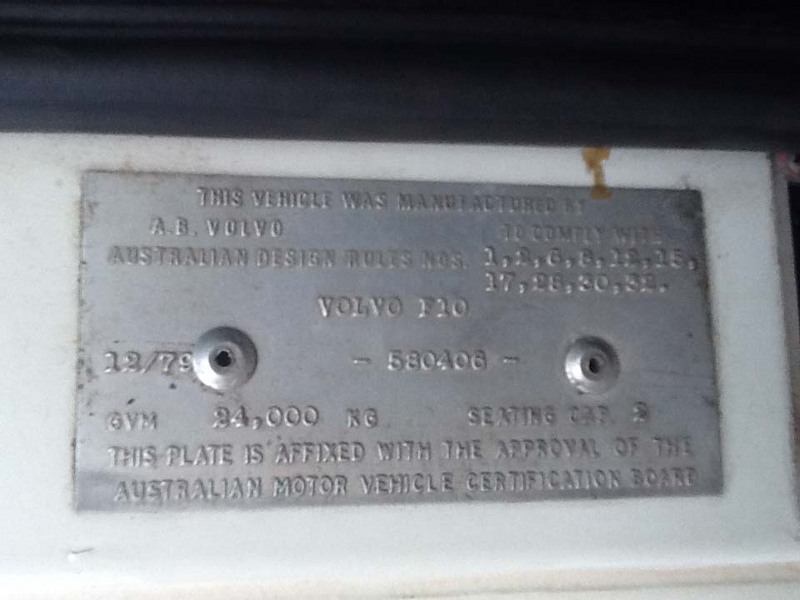 THIS VEHICLE WAS MANUFACTURED BY
A.B. VOLVO TO COMPLY WITH
AUSTRALIAN DESIGN RULES NOS. 1,2,6,8,12,15,
17,28,30,32.
VOLVO F10
12/79 - 580406 -
GVM 24,000 KG SEATING CAP. 2
THIS PLATE IS AFFIXED WITH THE APPROVAL OF THE
AUSTRALIAN MOTOR VEHICLE CERTIFICATION BOARD